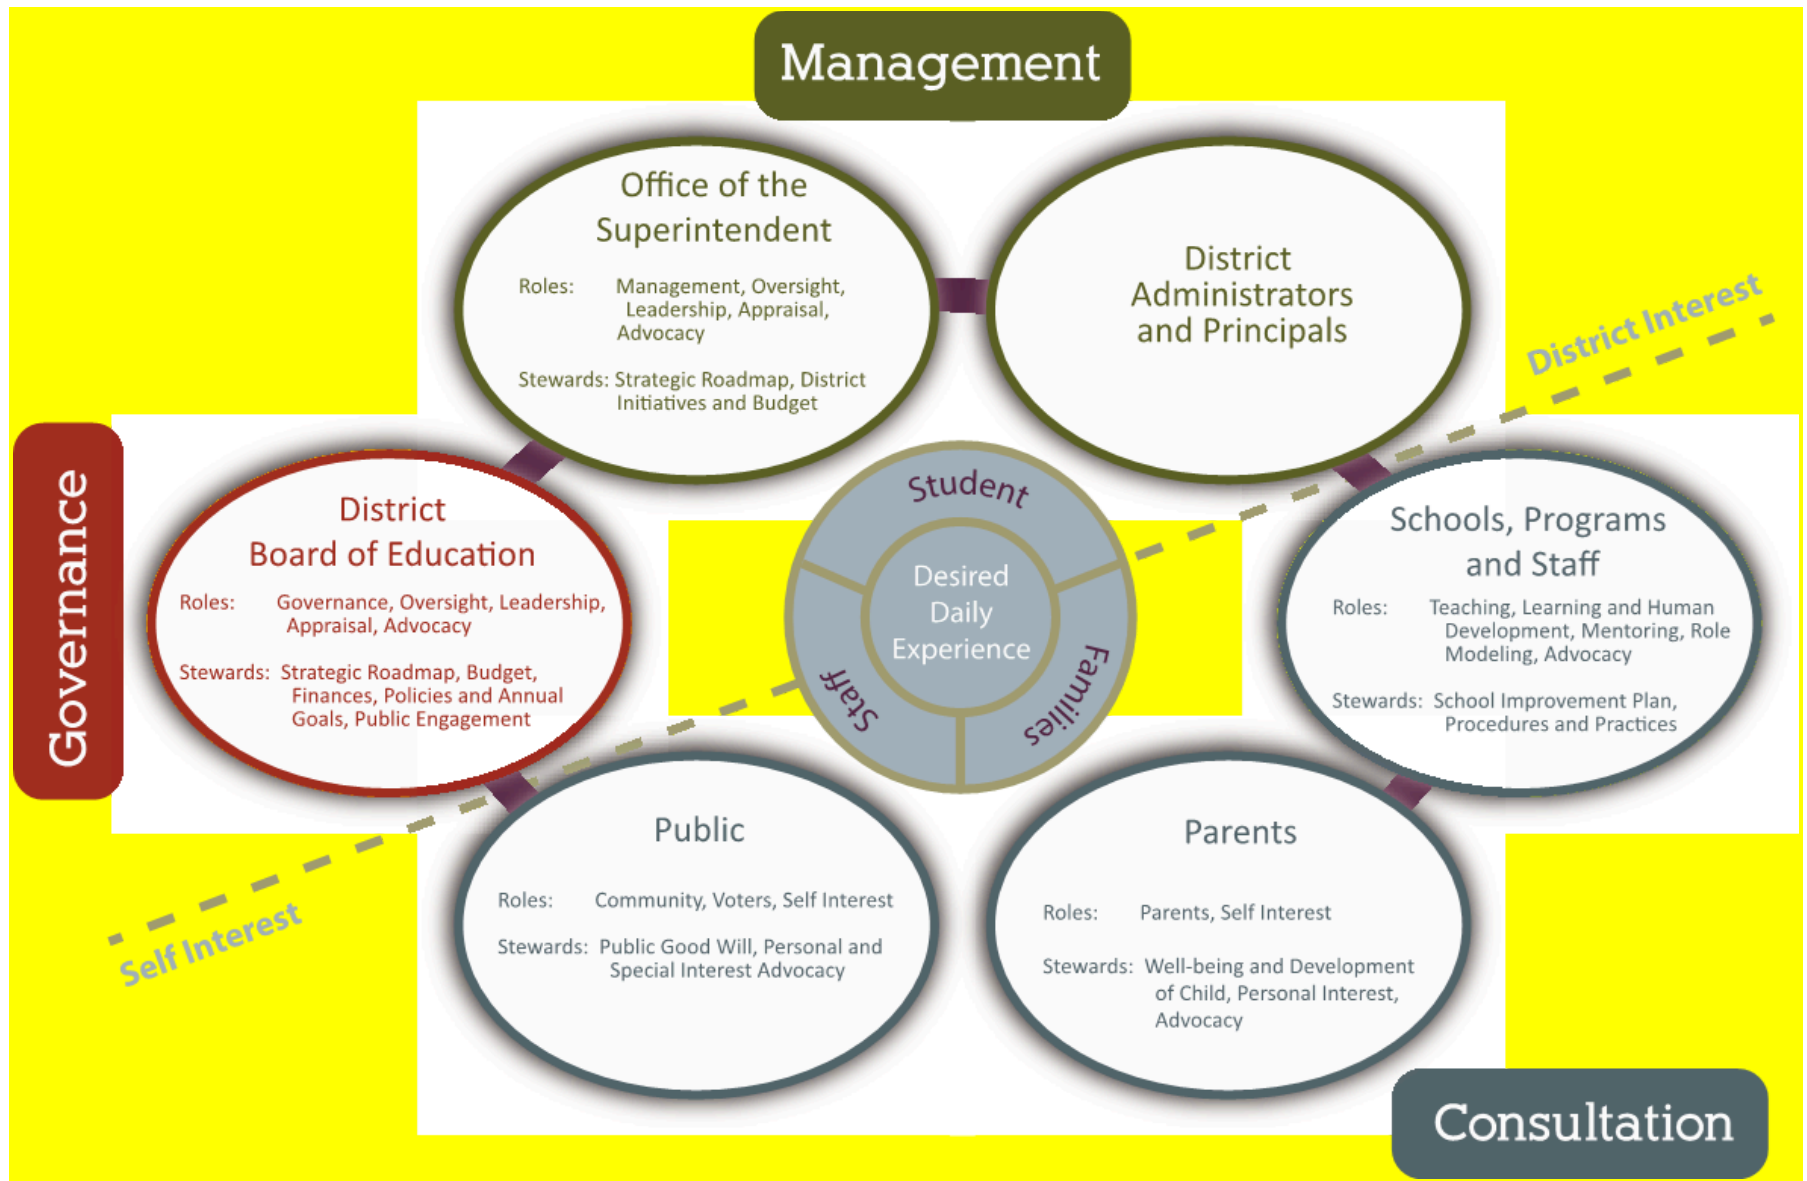 Management
Office of the
Superintendent
Roles: Management, Oversight,
Leadership, Appraisal,
Advocacy
Stewards: Strategic Roadmap, District
Initiatives and Budget
District
Administrators
and Principals
District Interest
Governance
District
Board of Education
Roles: Governance, Oversight, Leadership,
Appraisal, Advocacy
Stewards: Strategic Roadmap, Budget,
Finances, Policies and Annual
Goals, Public Engagement
Student
Desired
Daily
Experience
Staff
Families
Schools, Programs
and Staff
Roles: Teaching, Learning and Human
Development, Mentoring, Role
Modeling, Advocacy
Stewards: School Improvement Plan,
Procedures and Practices
Self Interest
Public
Roles: Community, Voters, Self Interest
Stewards: Public Good Will, Personal and
Special Interest Advocacy
Parents
Roles: Parents, Self Interest
Stewards: Well-being and Development
of Child, Personal Interest,
Advocacy
Consultation